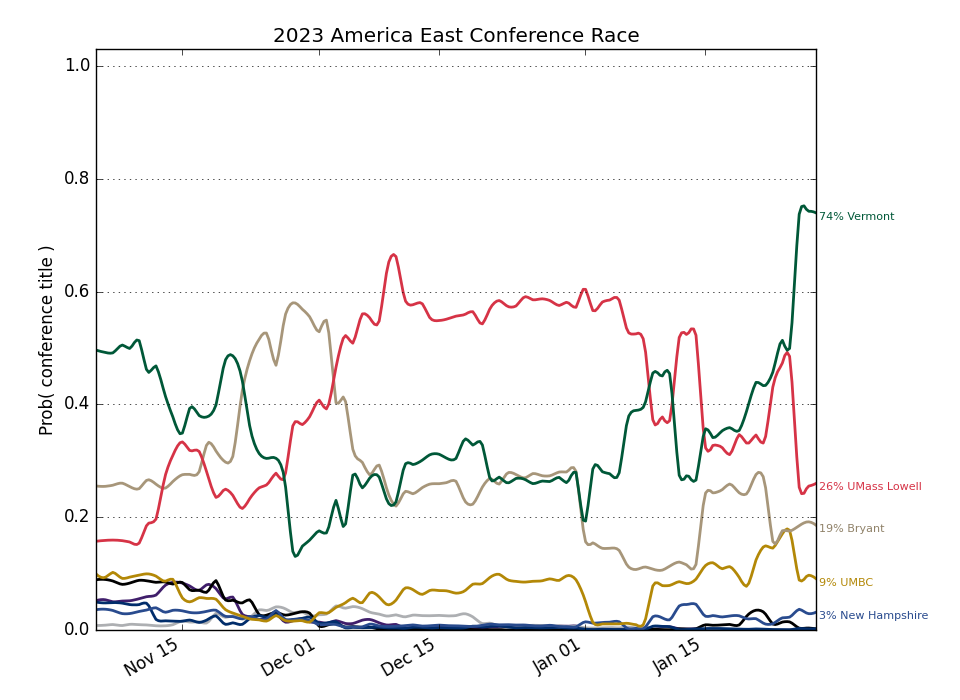 2023 America East Conference Race
Prob( conference title )
1.0
0.8
0.6
0.4
0.2
0.0
74% Vermont
26% UMass Lowell
19% Bryant
9% UMBC
3% New Hampshire
Nov 15
Dec 01
Dec 15
Jan 01
Jan 15